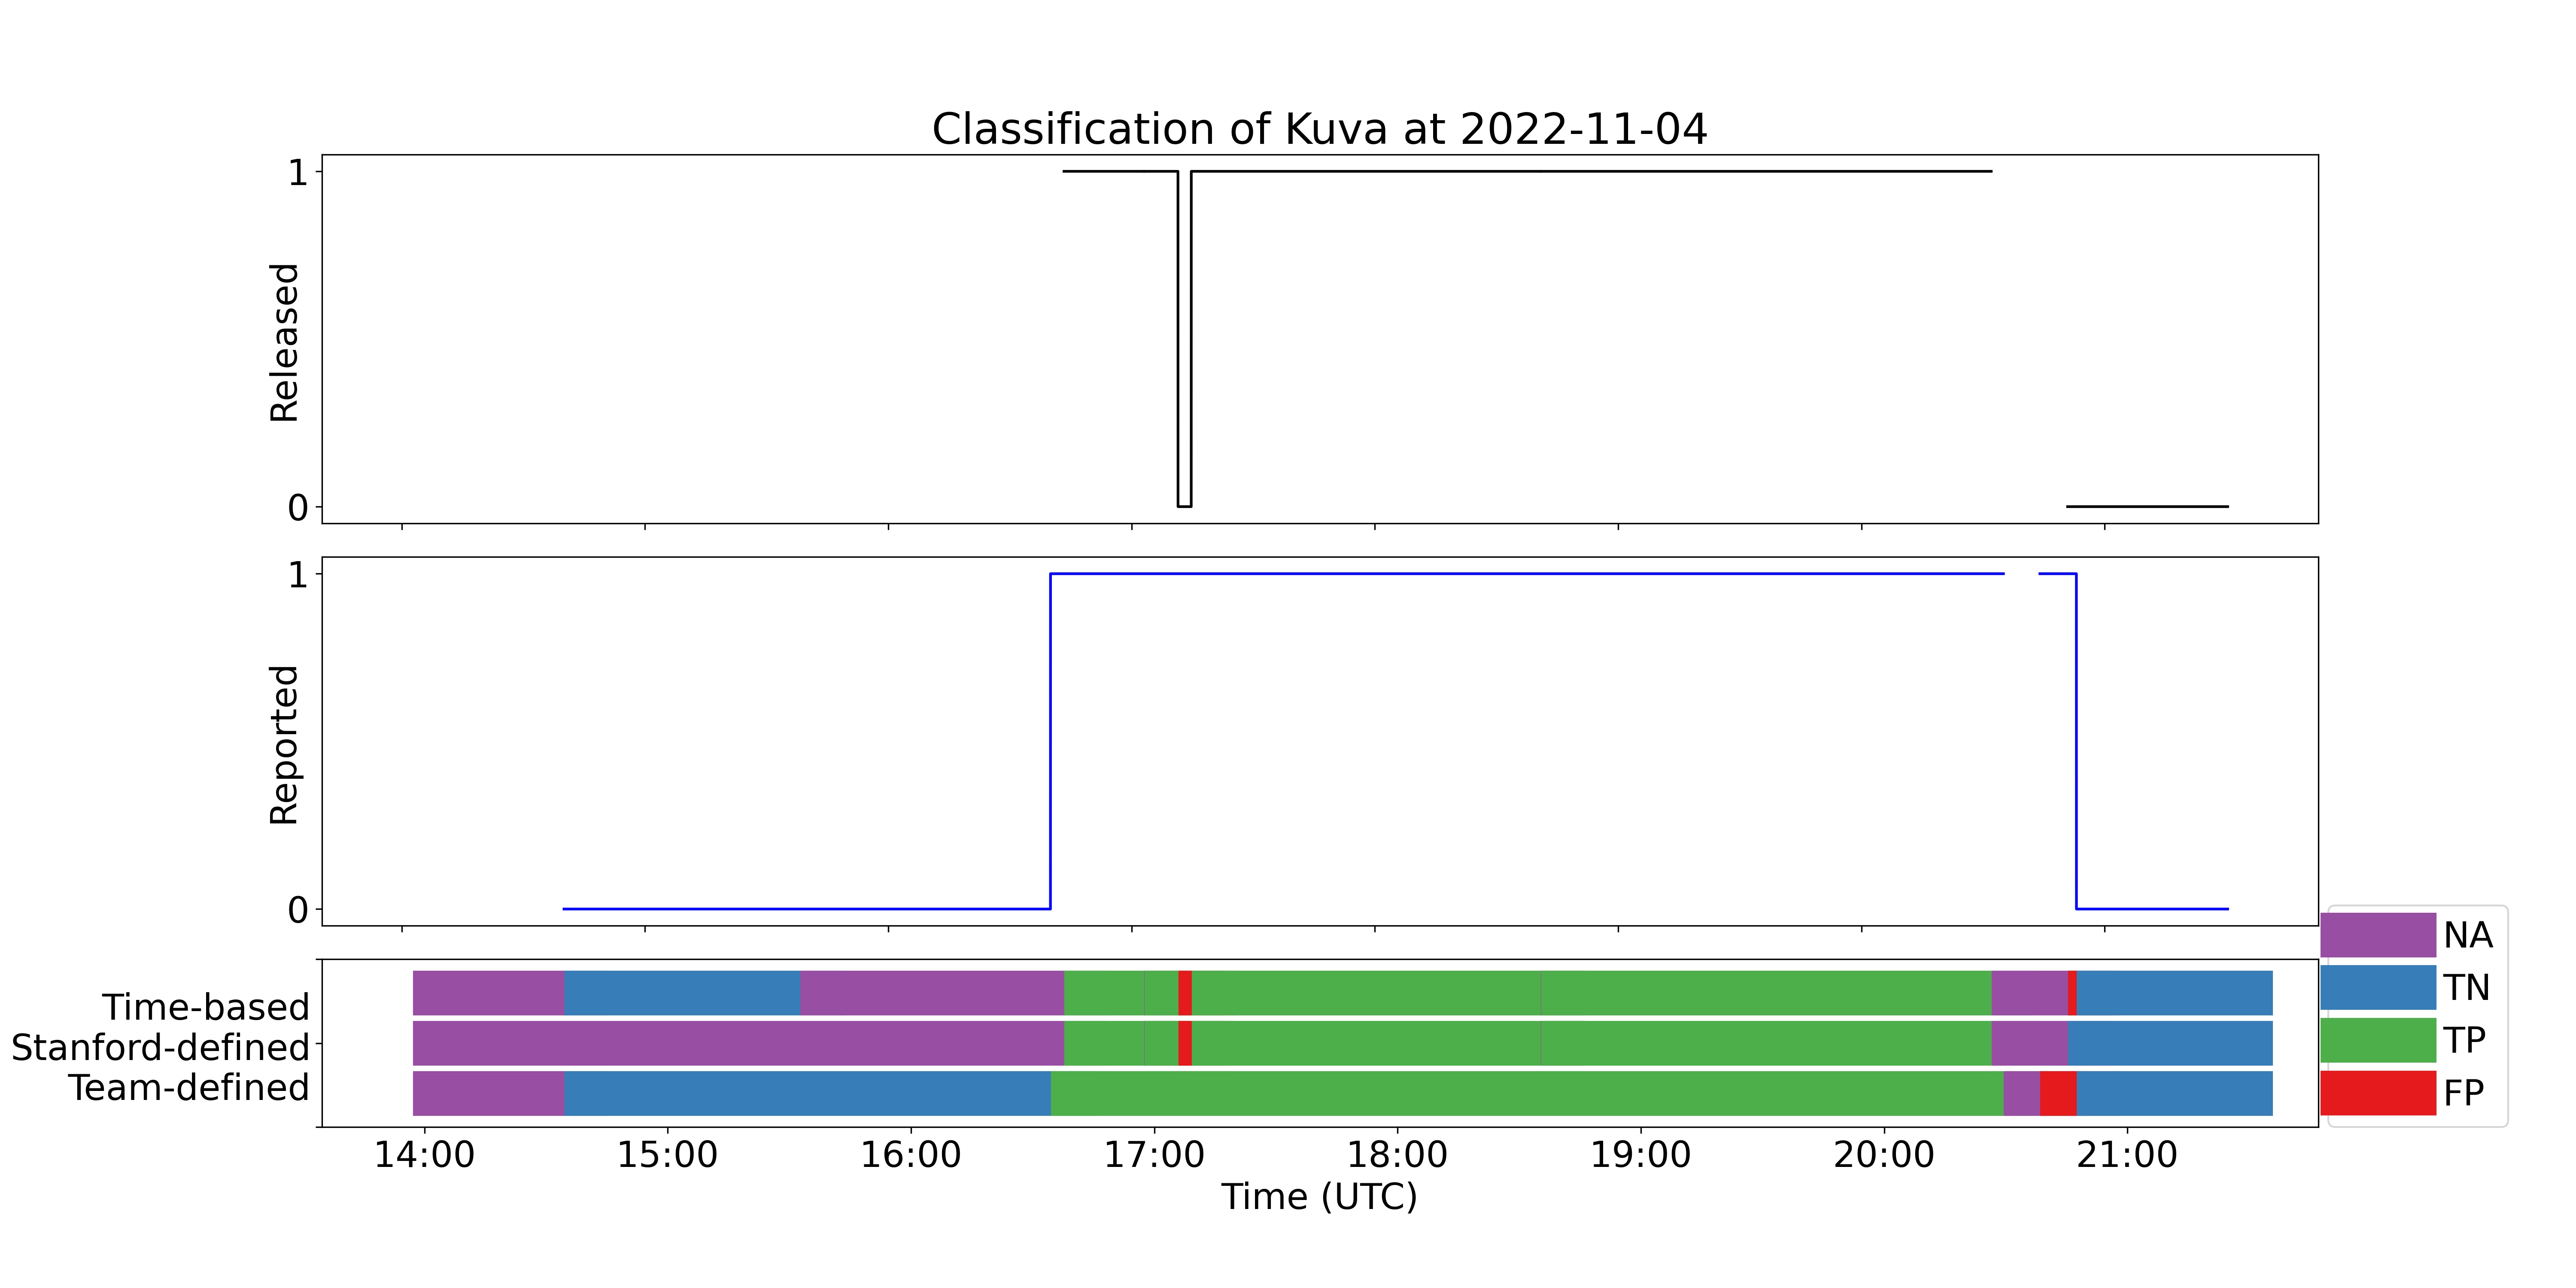 Classification of Kuva at 2022-11-04
1
Released
0
1
Reported
0
NA
TN
TP
FP
Time-based
Stanford-defined
Team-defined
14:00 15:00 16:00 17:00 18:00 19:00 20:00 21:00
Time (UTC)